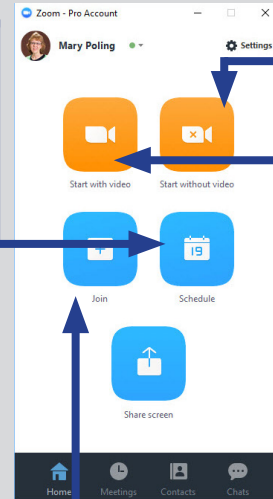 Zoom - Pro Account
Mary Poling
Settings
Start with video
Start without video
19
Join
Schedule
Share screen
Home
Meetings
Contacts
Chats